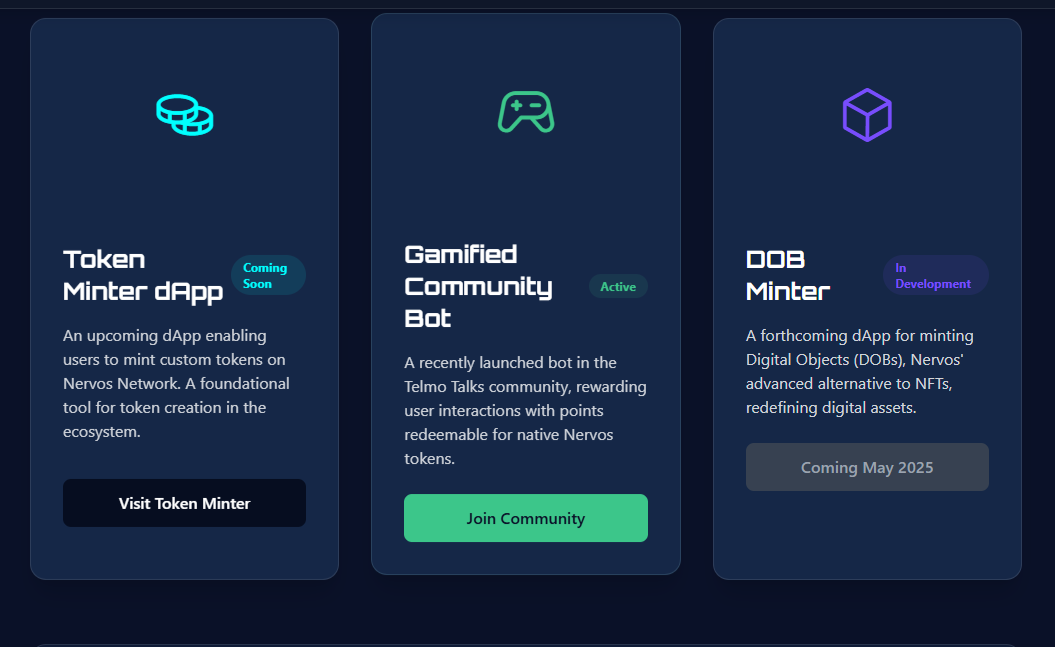 Token
Minter dApp
Coming
Soon
An upcoming dApp enabling
users to mint custom tokens on
Nervos Network. A foundational
tool for token creation in the
ecosystem.
Visit Token Minter
Gamified
Community
Bot
Active
A recently launched bot in the
Telmo Talks community, rewarding
user interactions with points
redeemable for native Nervos
tokens.
Join Community
DOB
Minter
In
Development
A forthcoming dApp for minting
Digital Objects (DOBs), Nervos'
advanced alternative to NFTs,
redefining digital assets.
Coming May 2025